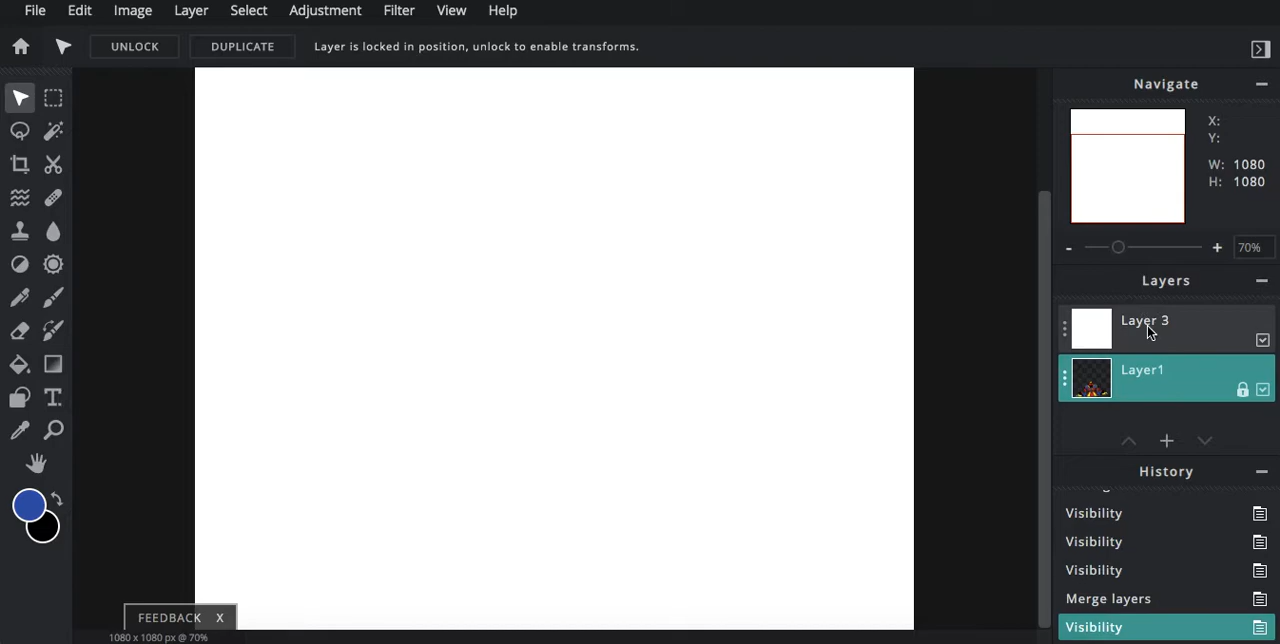 File Edit Image Layer Select Adjustment Filter View Help
UNLOCK DUPLICATE Layer is locked in position, unlock to enable transforms.
Navigate
X:
Y:
W: 1080
H: 1080
- + 70%
Layers
Layer 3
Layer1
History
Visibility
Visibility
Visibility
Merge layers
Visibility
FEEDBACK X
1080 x 1080 px @ 70%